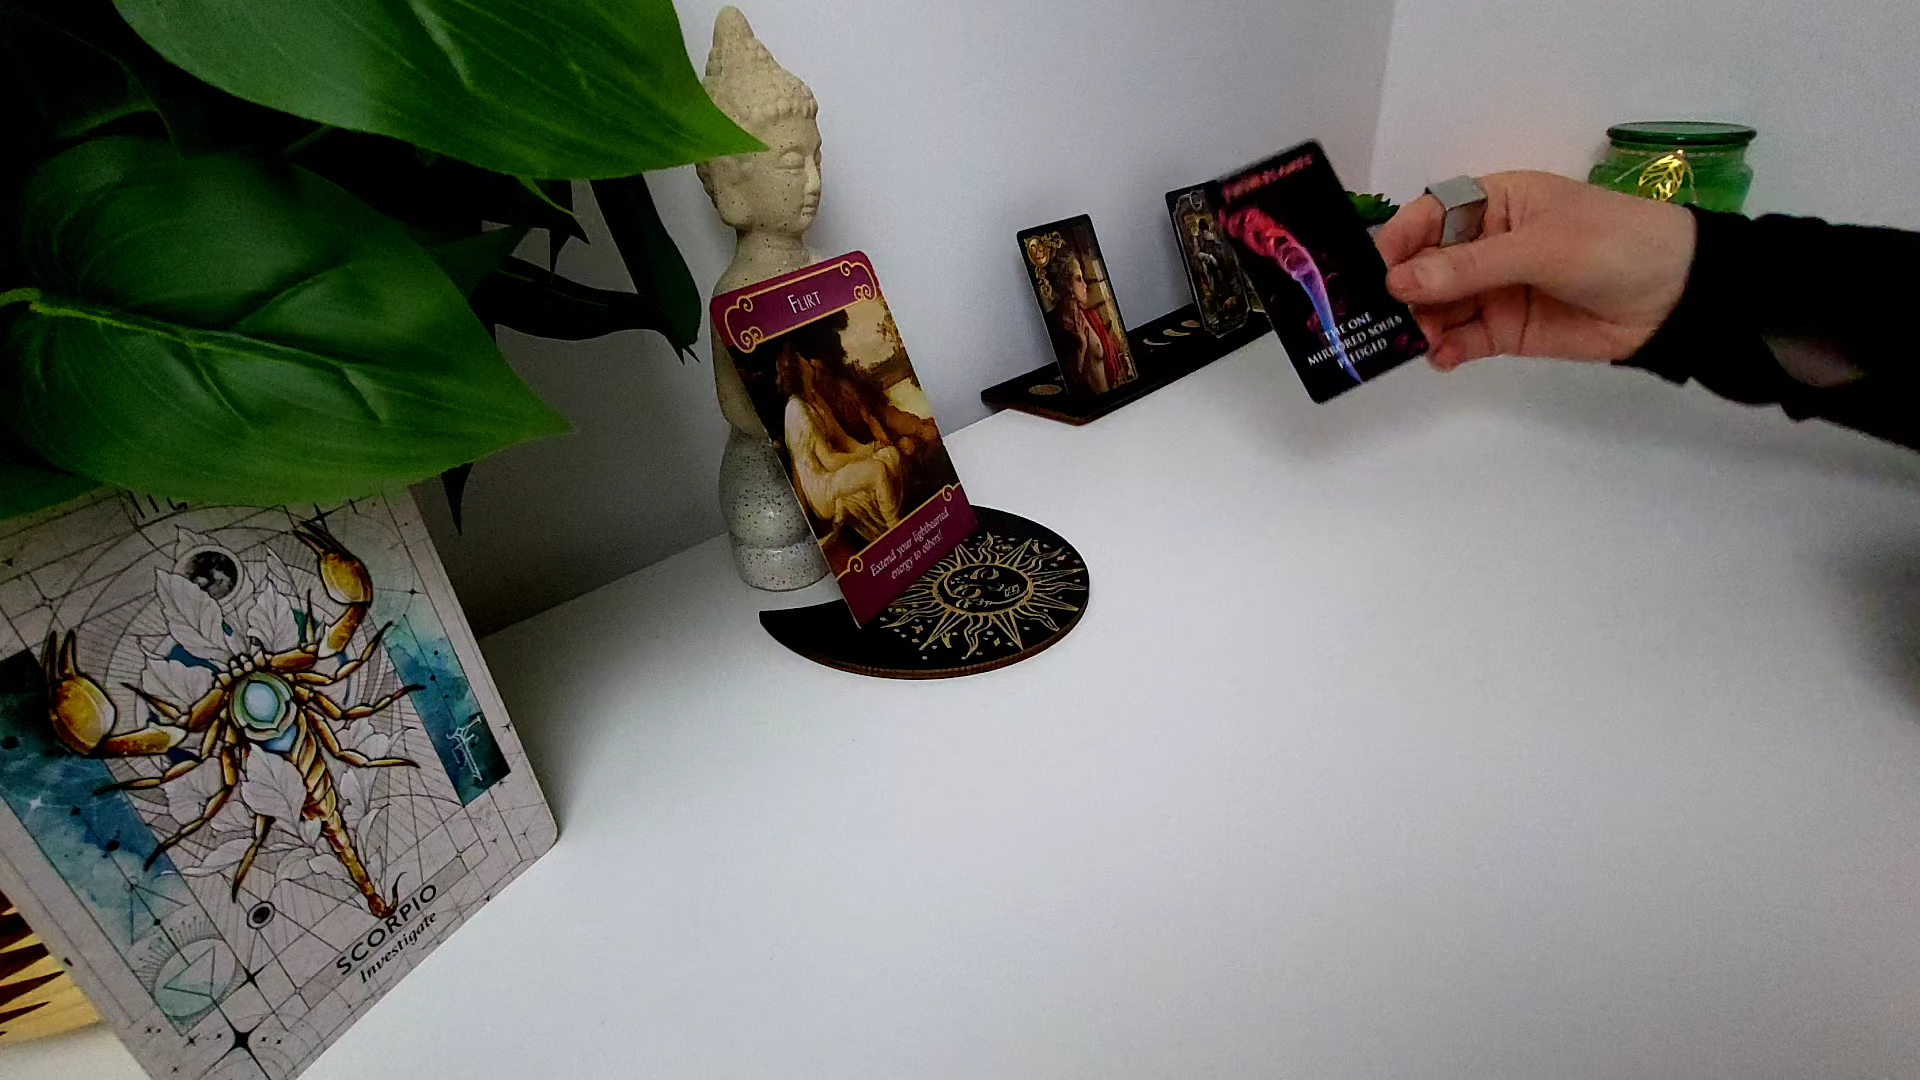 FLIRT
Extend your lighthearted
energy to others!
THE ONE
MIRRORED SOULS
PLEDGED
SCORPIO
Investigate